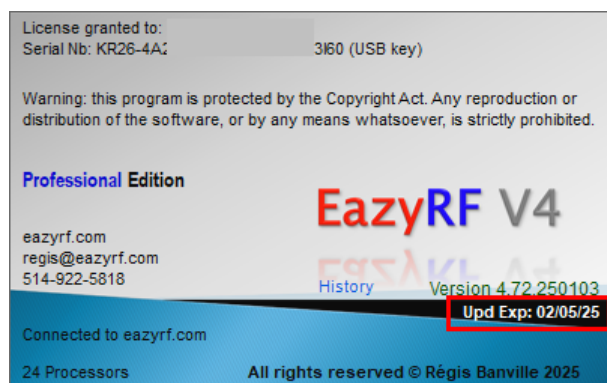 License granted to:
Serial Nb: KR26-4A2 3I60 (USB key)
Warning: this program is protected by the Copyright Act. Any reproduction or
distribution of the software, or by any means whatsoever, is strictly prohibited.
Professional Edition
EazyRF V4
eazyrf.com
regis@eazyrf.com
514-922-5818
History
Version 4.72.250103
Upd Exp: 02/05/25
Connected to eazyrf.com
24 Processors
All rights reserved © Régis Banville 2025